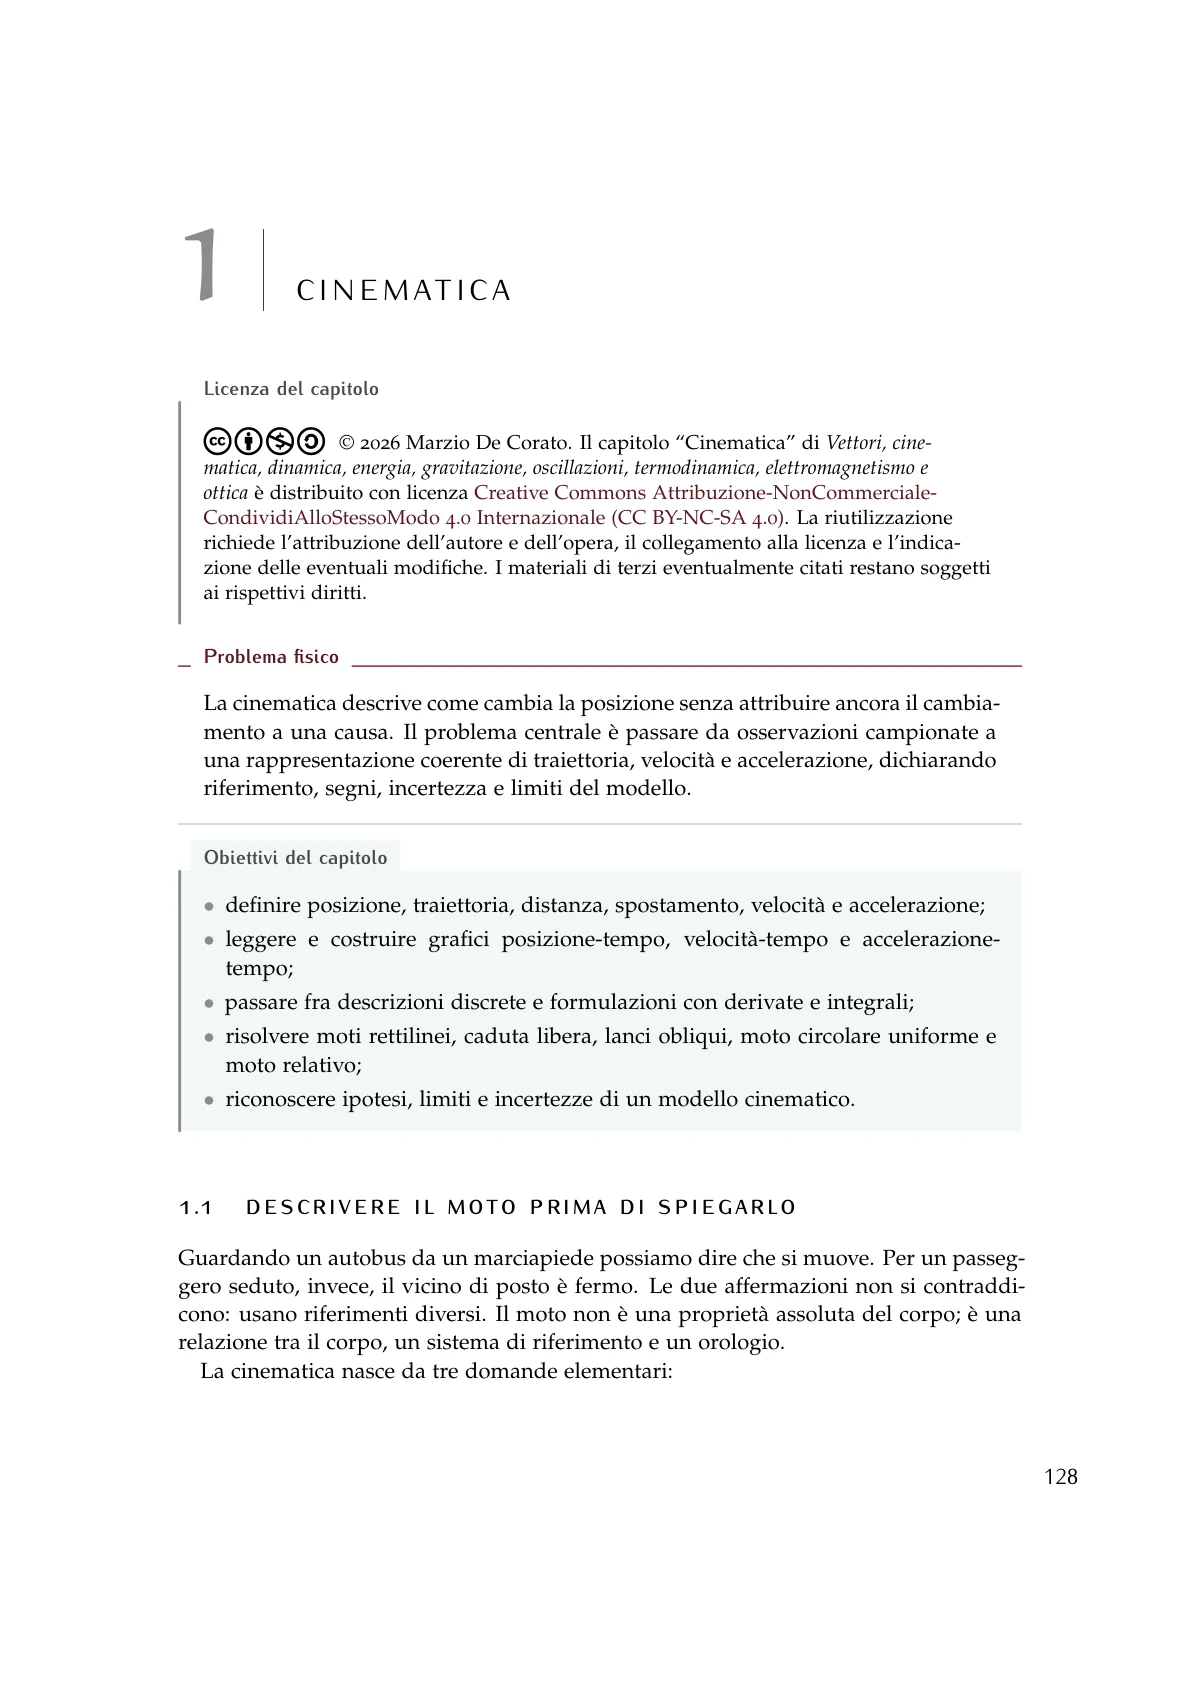 1
CINEMATICA
Licenza del capitolo
© 2026 Marzio De Corato. Il capitolo “Cinematica” di Vettori, cine-
matica, dinamica, energia, gravitazione, oscillazioni, termodinamica, elettromagnetismo e
ottica è distribuito con licenza Creative Commons Attribuzione-NonCommerciale-
CondividiAlloStessoModo 4.0 Internazionale (CC BY-NC-SA 4.0). La riutilizzazione
richiede l’attribuzione dell’autore e dell’opera, il collegamento alla licenza e l’indica-
zione delle eventuali modifiche. I materiali di terzi eventualmente citati restano soggetti
ai rispettivi diritti.
Problema fisico
La cinematica descrive come cambia la posizione senza attribuire ancora il cambia-
mento a una causa. Il problema centrale è passare da osservazioni campionate a
una rappresentazione coerente di traiettoria, velocità e accelerazione, dichiarando
riferimento, segni, incertezza e limiti del modello.
Obiettivi del capitolo
• definire posizione, traiettoria, distanza, spostamento, velocità e accelerazione;
• leggere e costruire grafici posizione-tempo, velocità-tempo e accelerazione-
tempo;
• passare fra descrizioni discrete e formulazioni con derivate e integrali;
• risolvere moti rettilinei, caduta libera, lanci obliqui, moto circolare uniforme e
moto relativo;
• riconoscere ipotesi, limiti e incertezze di un modello cinematico.
1.1 DESCRIVERE IL MOTO PRIMA DI SPIEGARLO
Guardando un autobus da un marciapiede possiamo dire che si muove. Per un passeg-
gero seduto, invece, il vicino di posto è fermo. Le due affermazioni non si contraddi-
cono: usano riferimenti diversi. Il moto non è una proprietà assoluta del corpo; è una
relazione tra il corpo, un sistema di riferimento e un orologio.
La cinematica nasce da tre domande elementari:
128